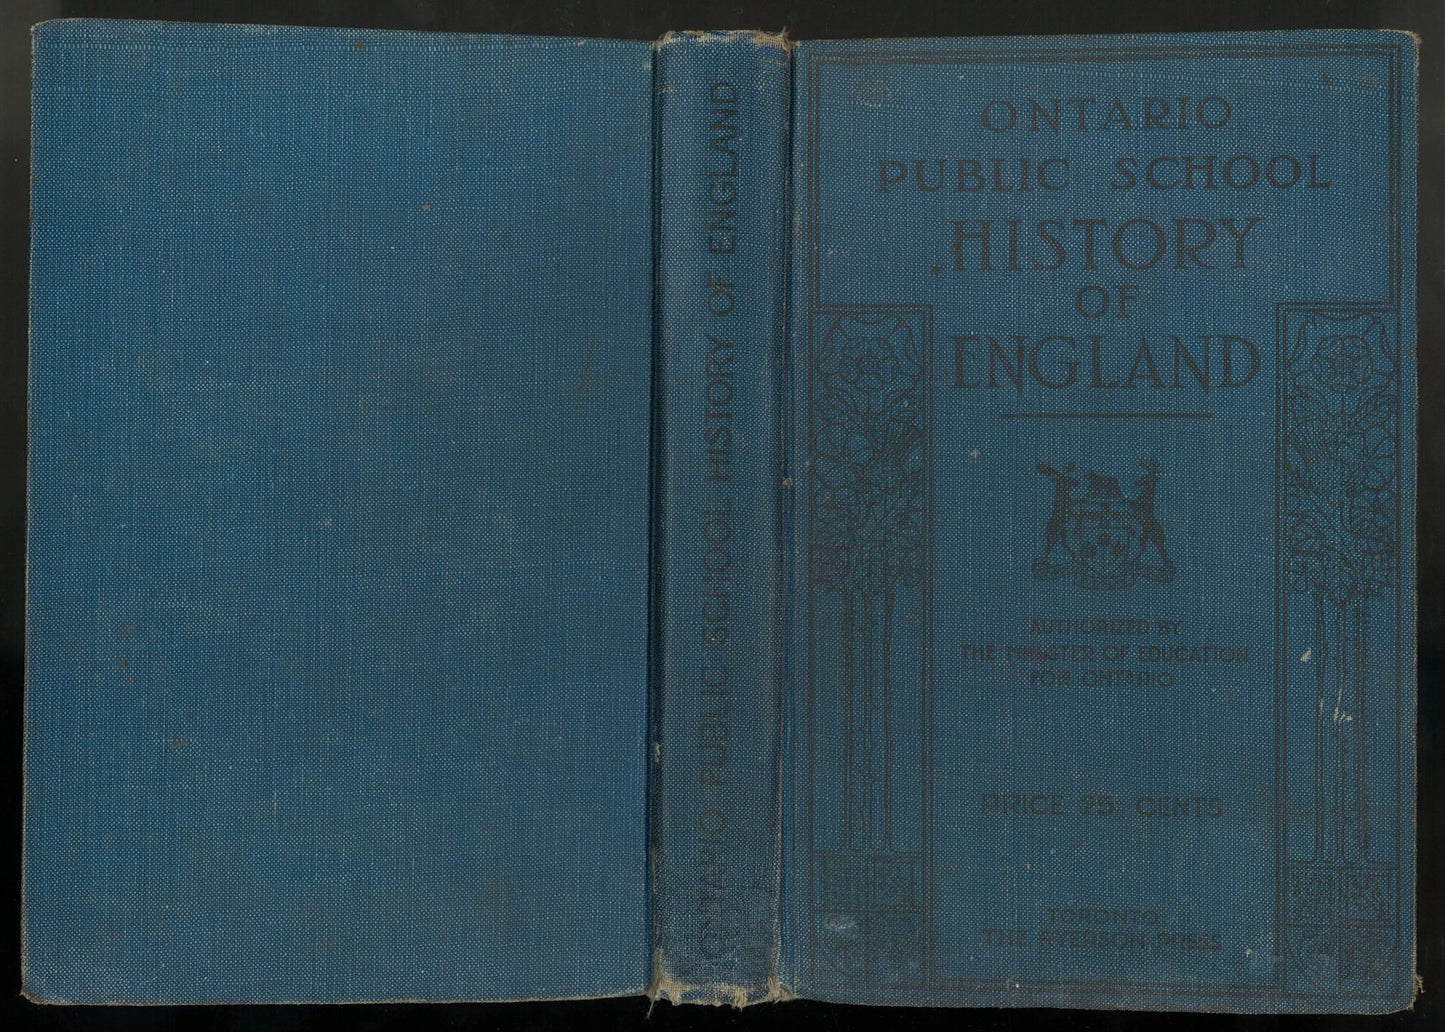 ONTARIO PUBLIC SCHOOL HISTORY OF ENGLAND
ONTARIO
PUBLIC SCHOOL
HISTORY
OF
ENGLAND
AUTHORIZED BY
THE MINISTER OF EDUCATION
FOR ONTARIO
PRICE 25 CENTS
TORONTO
THE RYERSON PRESS